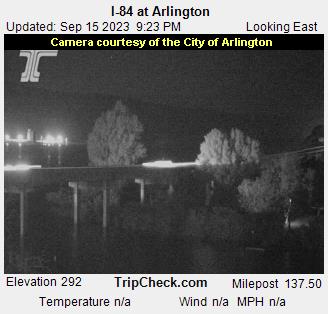 I-84 at Arlington
Updated: Sep 15 2023 9:23 PM Looking East
Camera courtesy of the City of Arlington
Elevation 292 TripCheck.com Milepost 137.50
Temperature n/a Wind n/a MPH n/a